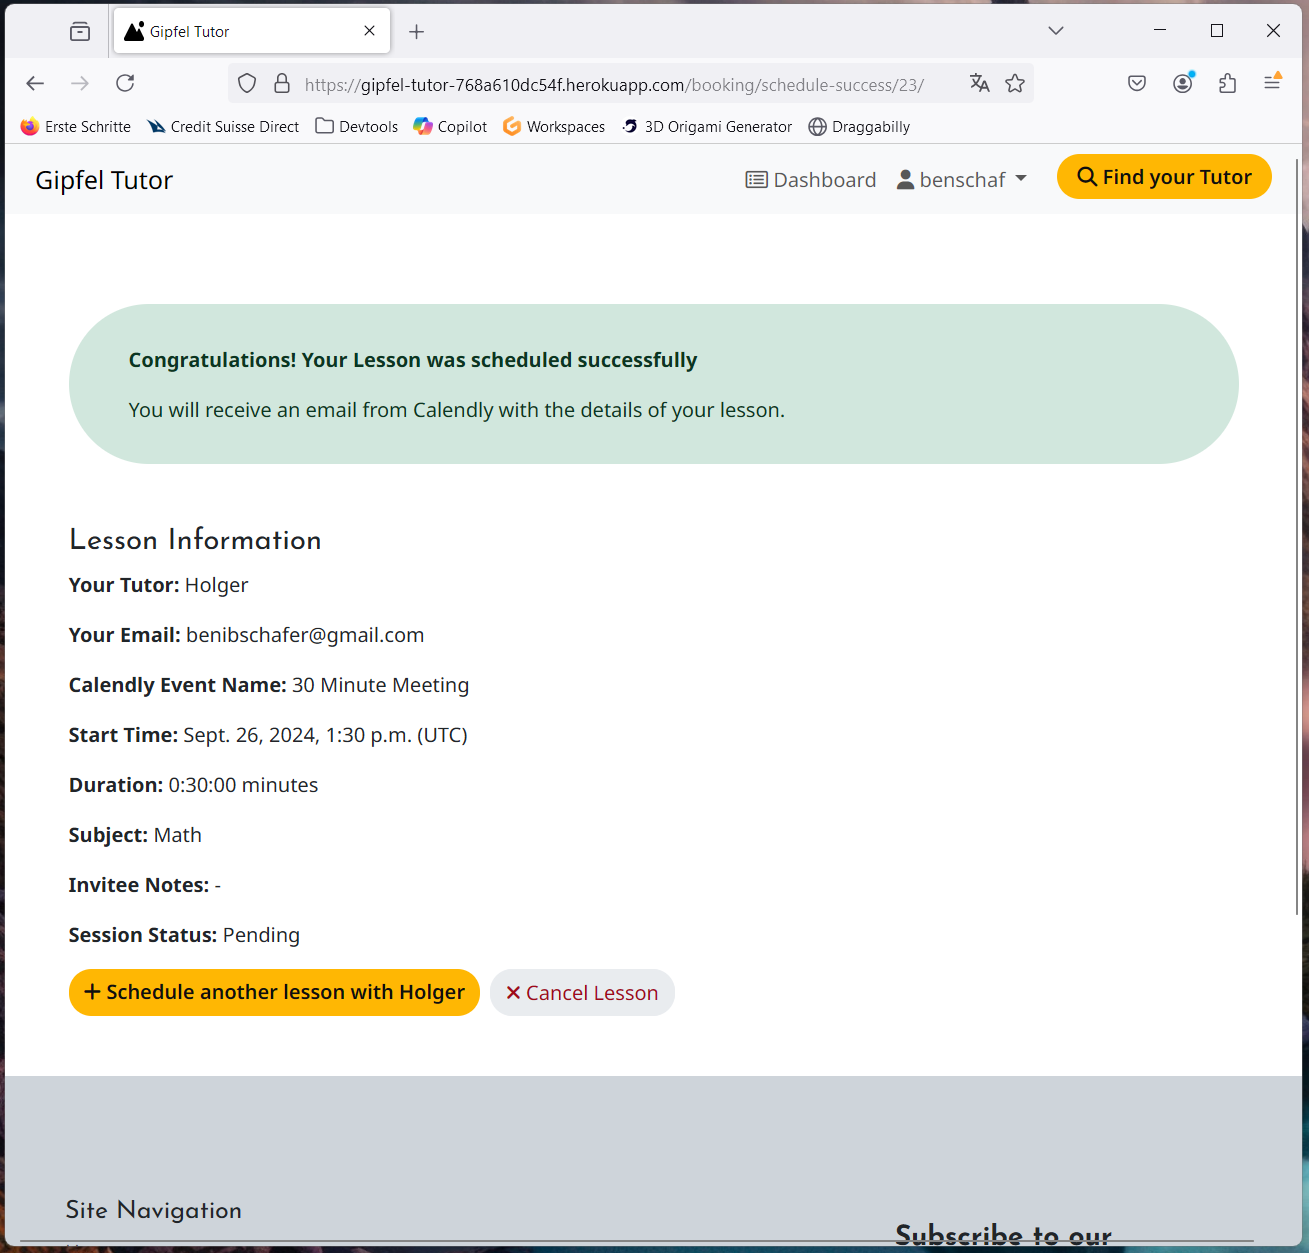 Gipfel Tutor
https://gipfel-tutor-768a610dc54f.herokuapp.com/booking/schedule-success/23/
Erste Schritte Credit Suisse Direct Devtools Copilot Workspaces 3D Origami Generator Draggabilly
Gipfel Tutor Dashboard benschaf Find your Tutor
Congratulations! Your Lesson was scheduled successfully
You will receive an email from Calendly with the details of your lesson.
Lesson Information
Your Tutor: Holger
Your Email: benibschafer@gmail.com
Calendly Event Name: 30 Minute Meeting
Start Time: Sept. 26, 2024, 1:30 p.m. (UTC)
Duration: 0:30:00 minutes
Subject: Math
Invitee Notes: -
Session Status: Pending
Schedule another lesson with Holger Cancel Lesson
Site Navigation
Subscribe to our